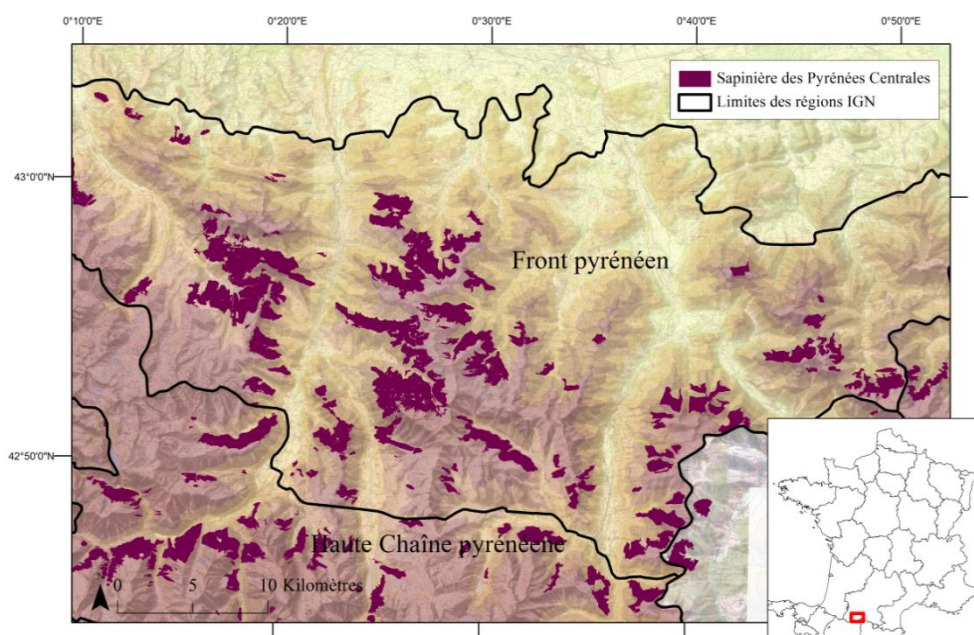 0°10'0"E 0°20'0"E 0°30'0"E 0°40'0"E 0°50'0"E
Sapinière des Pyrénées Centrales
Limites des régions IGN
43°0'0"N
Front pyrénéen
42°50'0"N
Haute Chaîne pyrénéene
N
0 5 10 Kilomètres